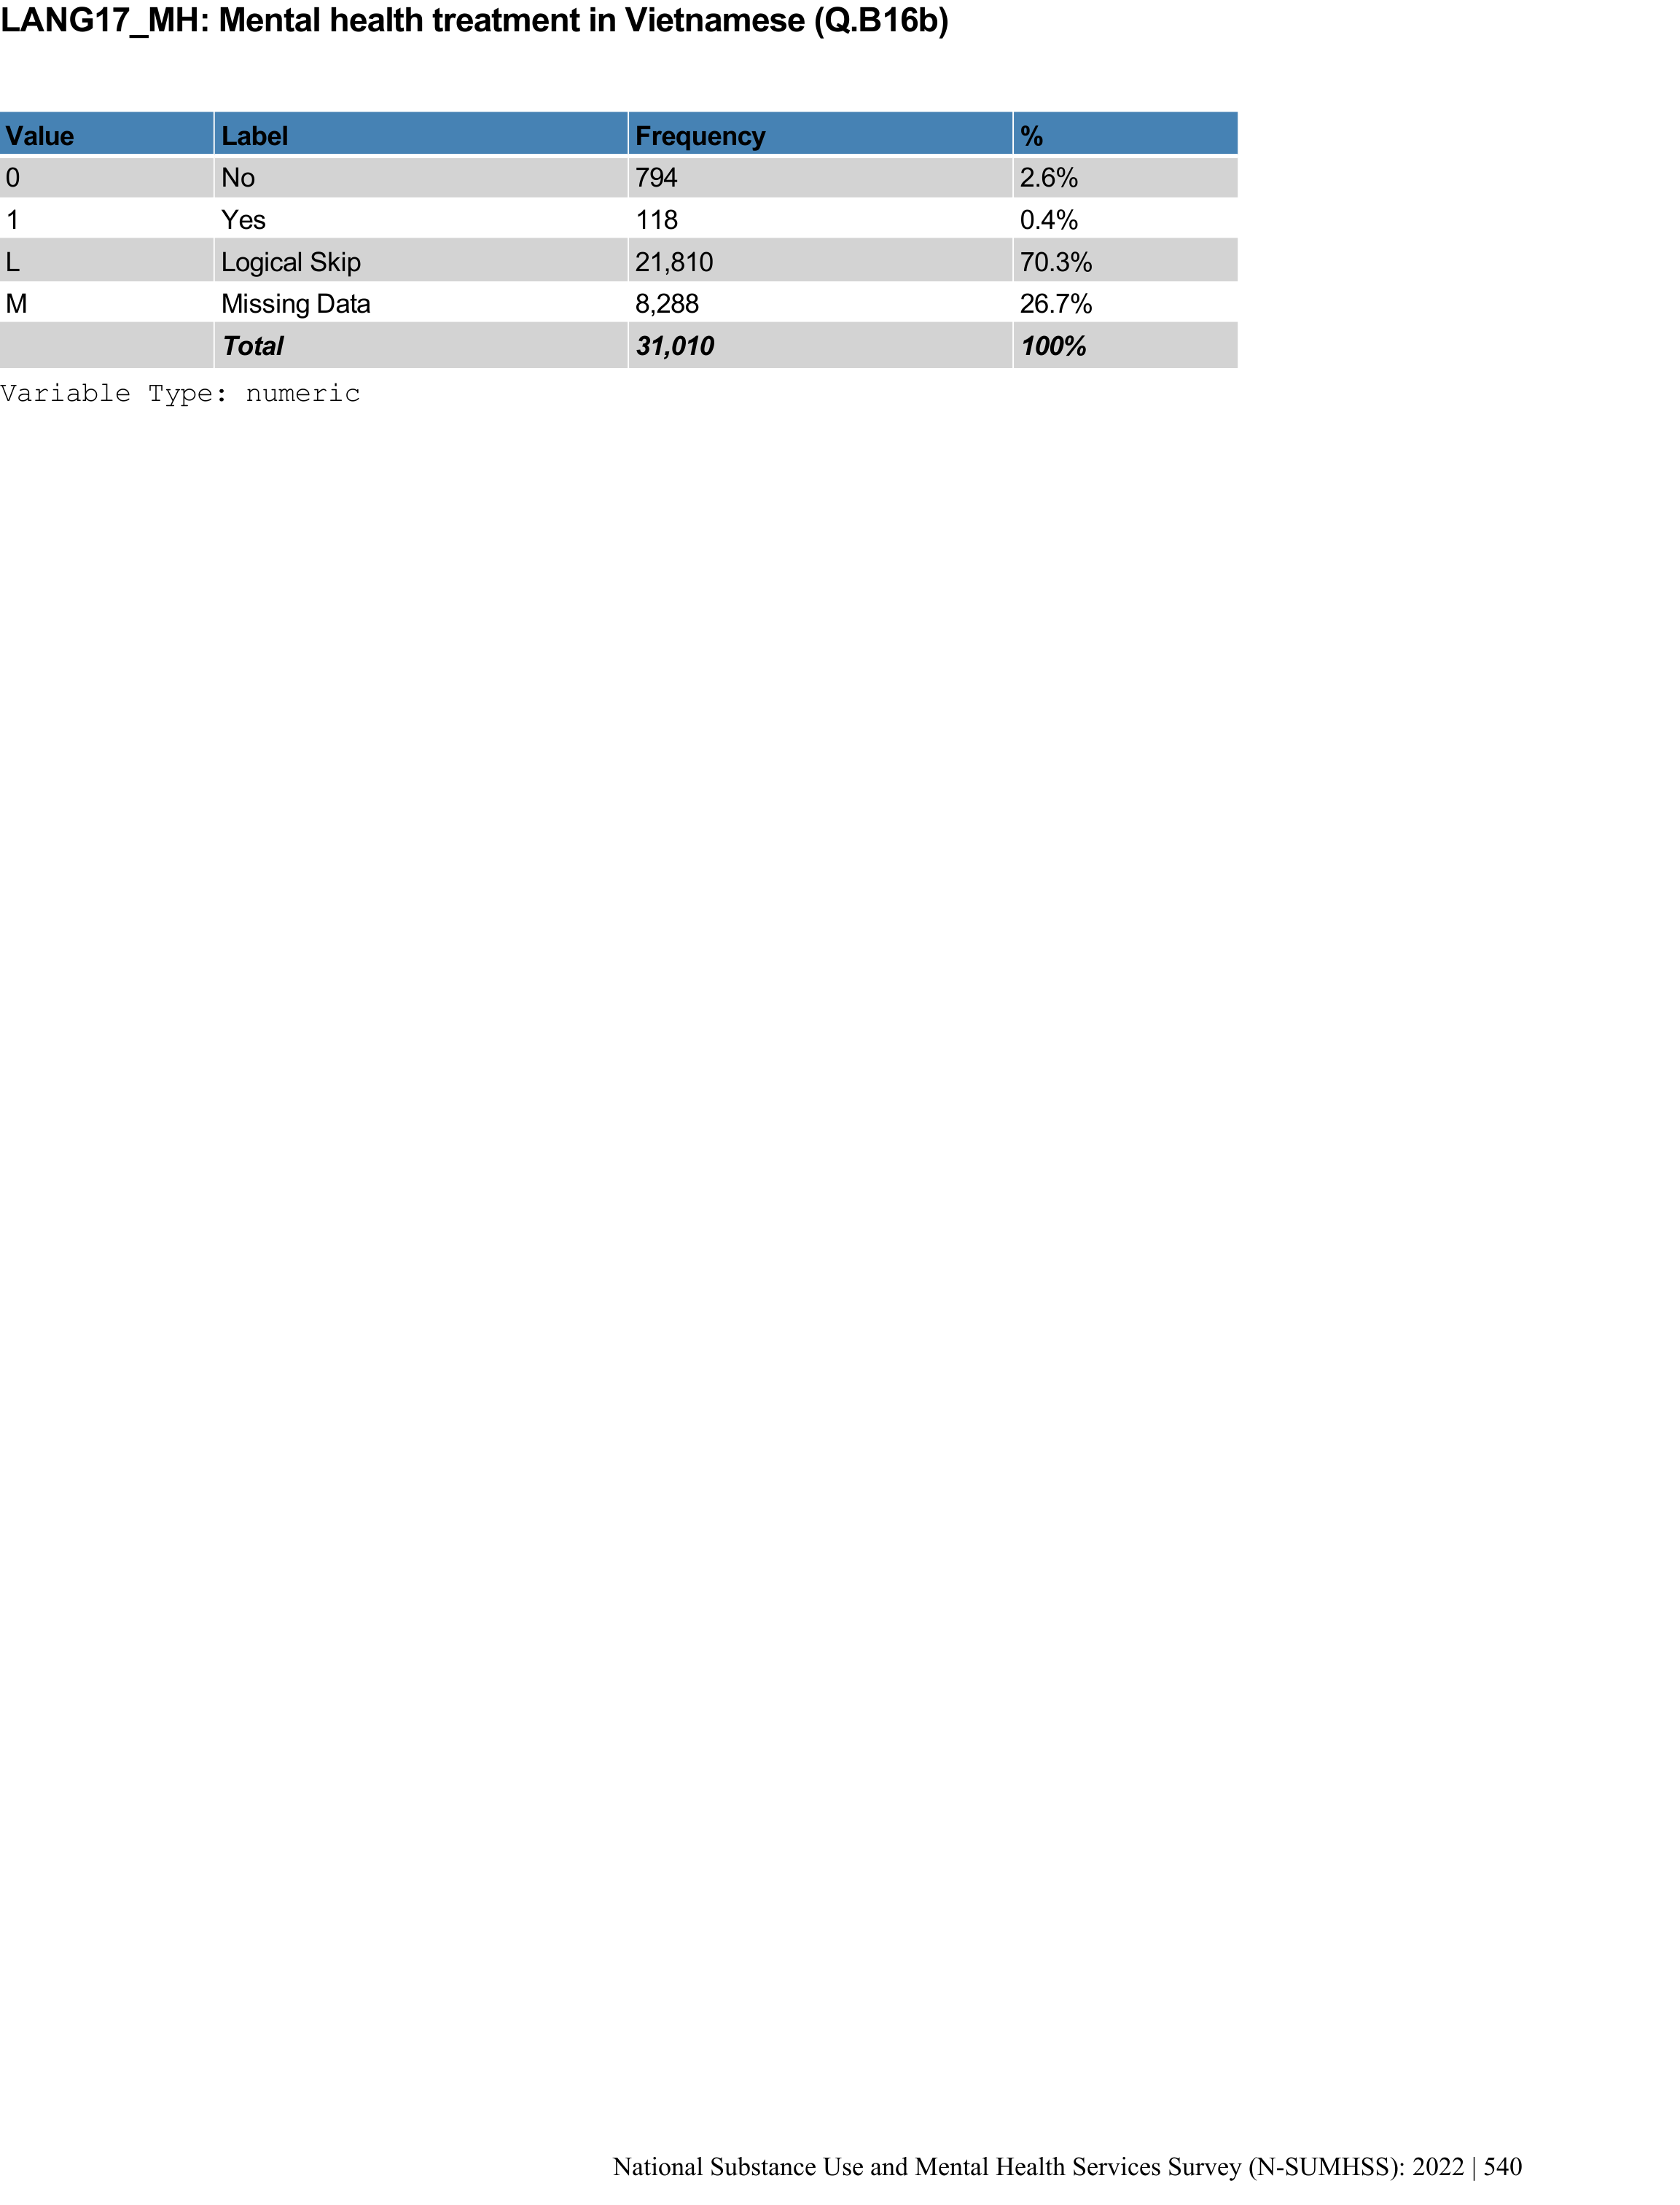 LANG17_MH: Mental health treatment in Vietnamese (Q.B16b)
Value Label Frequency %
0 No 794 2.6%
1 Yes 118 0.4%
L Logical Skip 21,810 70.3%
M Missing Data 8,288 26.7%
Total 31,010 100%
Variable Type: numeric
National Substance Use and Mental Health Services Survey (N-SUMHSS): 2022 | 540